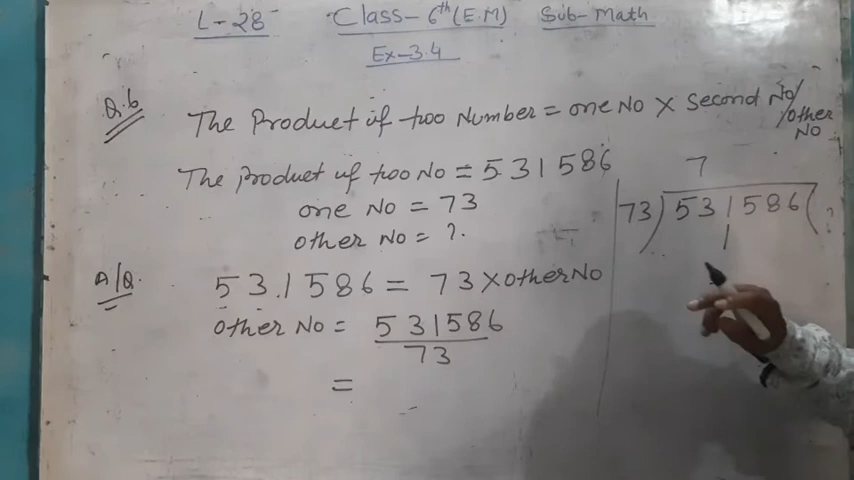 L-28 Class-6th(E.M) Sub-Math
Ex-3.4
Q.6
The Product of two Number = one No × Second No/
other
No
The Product of two No = 531586
one No = 73
other No = ?
A/Q.
53.1586 = 73 × other No
other No = 531586
73
=
7
73) 531586 (
1